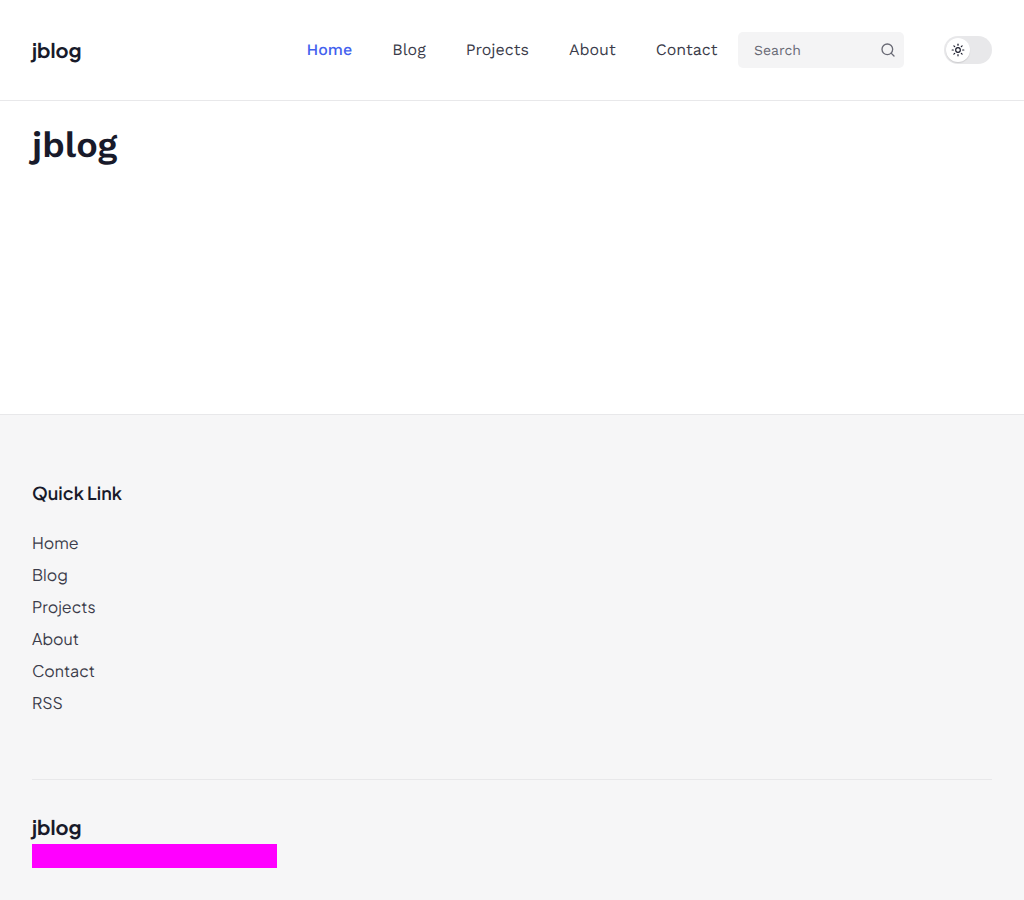 jblog
Home Blog Projects About Contact Search
jblog
Quick Link
Home
Blog
Projects
About
Contact
RSS
jblog